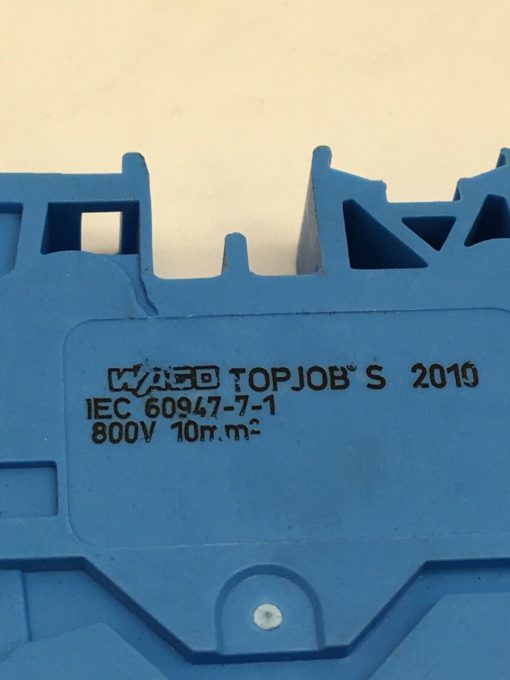 WAGO TOPJOB® S 2010
IEC 60947-7-1
800V 10mm²